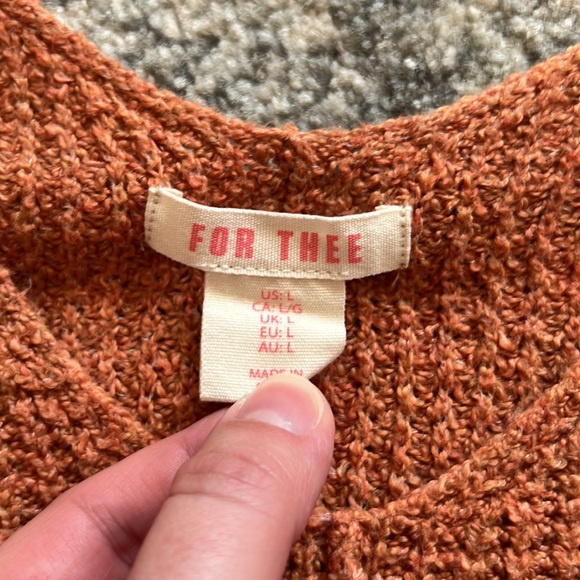 FOR THEE
US: L
CA: L/G
UK: L
EU: L
AU: L
MADE IN